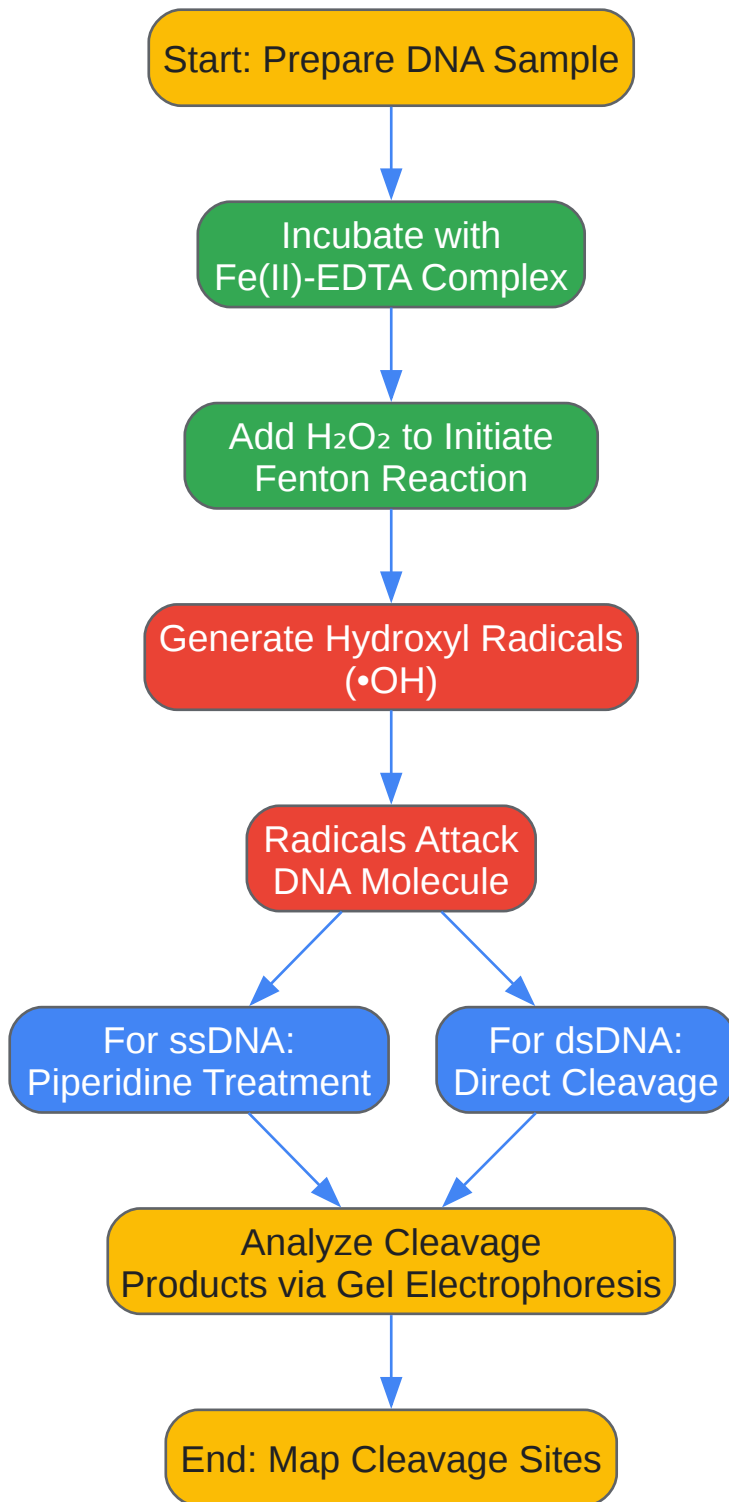 Start: Prepare DNA Sample
Incubate with
Fe(II)-EDTA Complex
Add H₂O₂ to Initiate
Fenton Reaction
Generate Hydroxyl Radicals
(•OH)
Radicals Attack
DNA Molecule
For ssDNA:
Piperidine Treatment
For dsDNA:
Direct Cleavage
Analyze Cleavage
Products via Gel Electrophoresis
End: Map Cleavage Sites